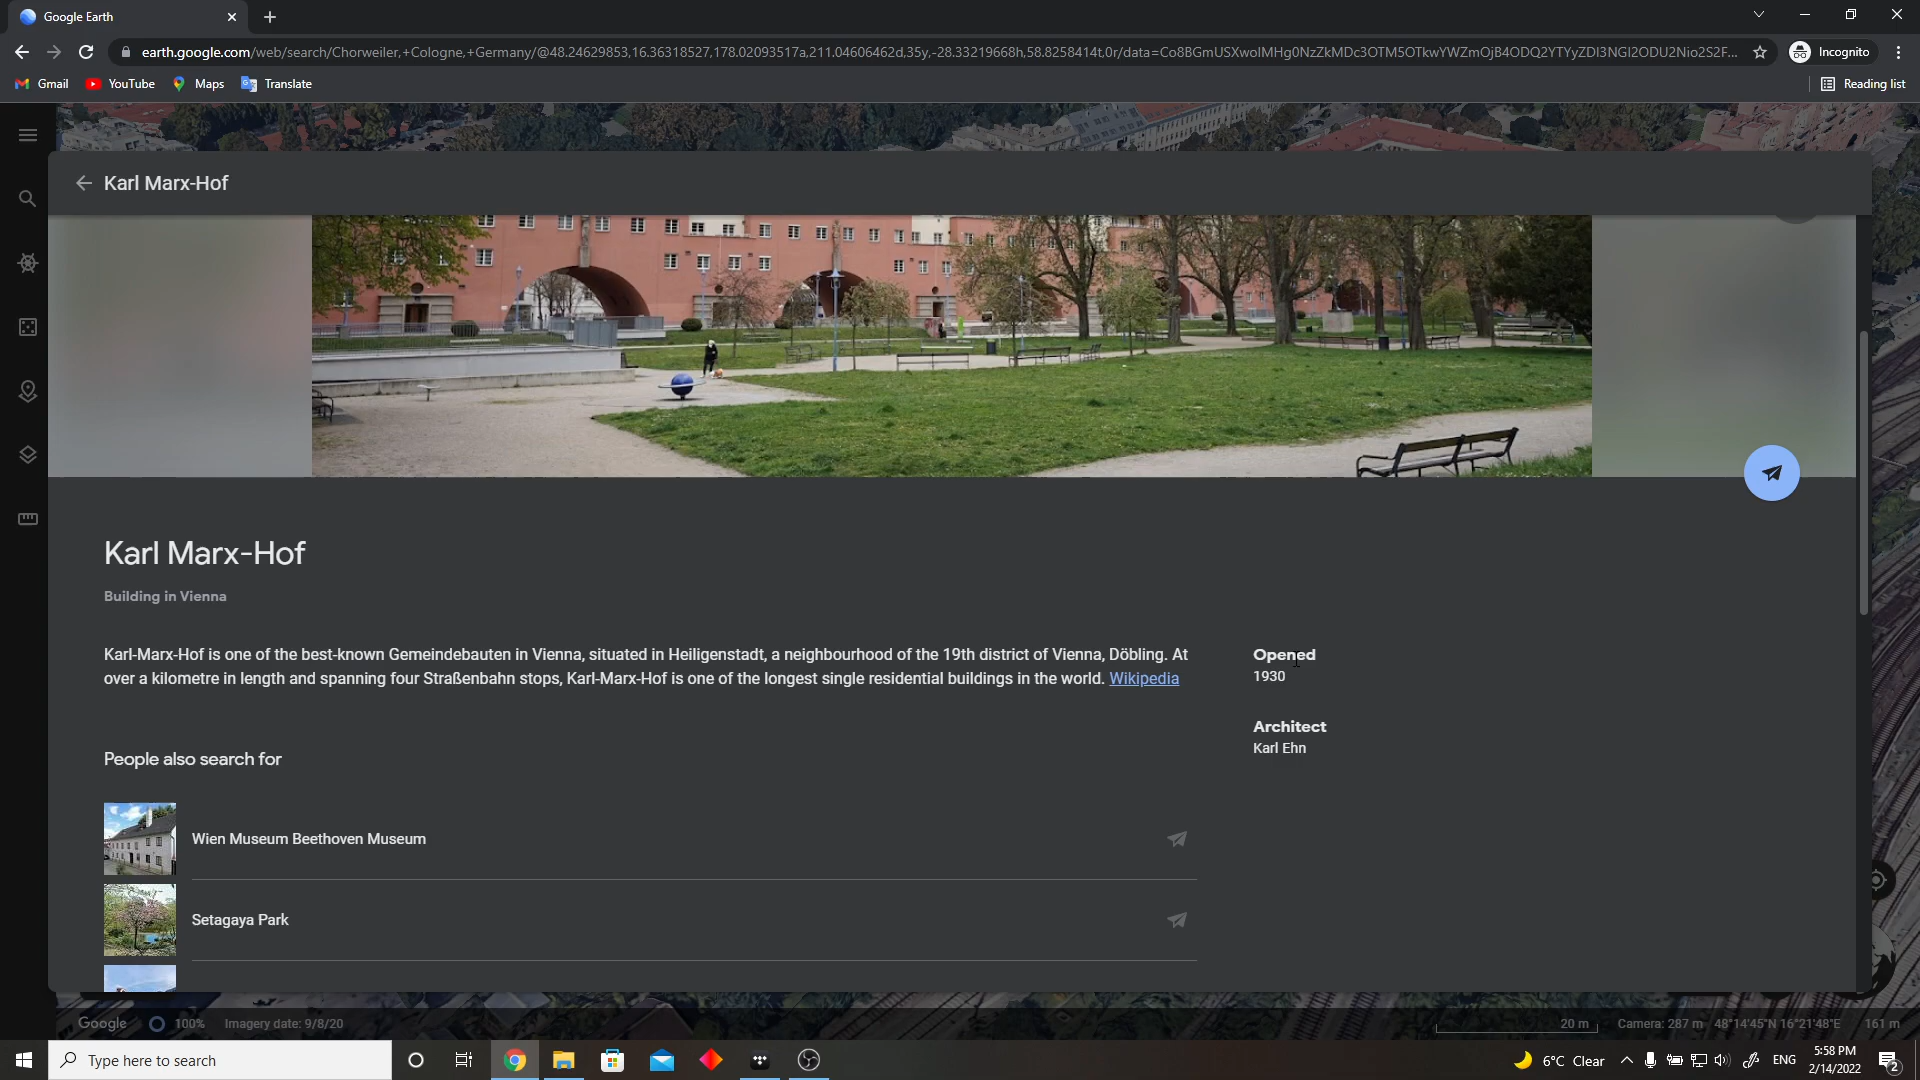 Google Earth
earth.google.com/web/search/Chorweiler,+Cologne,+Germany/@48.24629853,16.36318527,178.02093517a,211.04606462d,35y,-28.33219668h,58.8258414t,0r/data=Co8BGmUSXwolMHg0NzZkMDc3OTM5OTkwYWZmOjB4ODQ2YTYyZDI3NGI2ODU2Nio2S2F...
Incognito
Gmail YouTube Maps Translate Reading list
Karl Marx-Hof
Karl Marx-Hof
Building in Vienna
Karl-Marx-Hof is one of the best-known Gemeindebauten in Vienna, situated in Heiligenstadt, a neighbourhood of the 19th district of Vienna, Döbling. At
over a kilometre in length and spanning four Straßenbahn stops, Karl-Marx-Hof is one of the longest single residential buildings in the world. Wikipedia
Opened
1930
Architect
Karl Ehn
People also search for
Wien Museum Beethoven Museum
Setagaya Park
Google 100% Imagery date: 9/8/20 20 m Camera: 287 m 48°14'45"N 16°21'48"E 161 m
Type here to search
6°C Clear
ENG
5:58 PM
2/14/2022
2